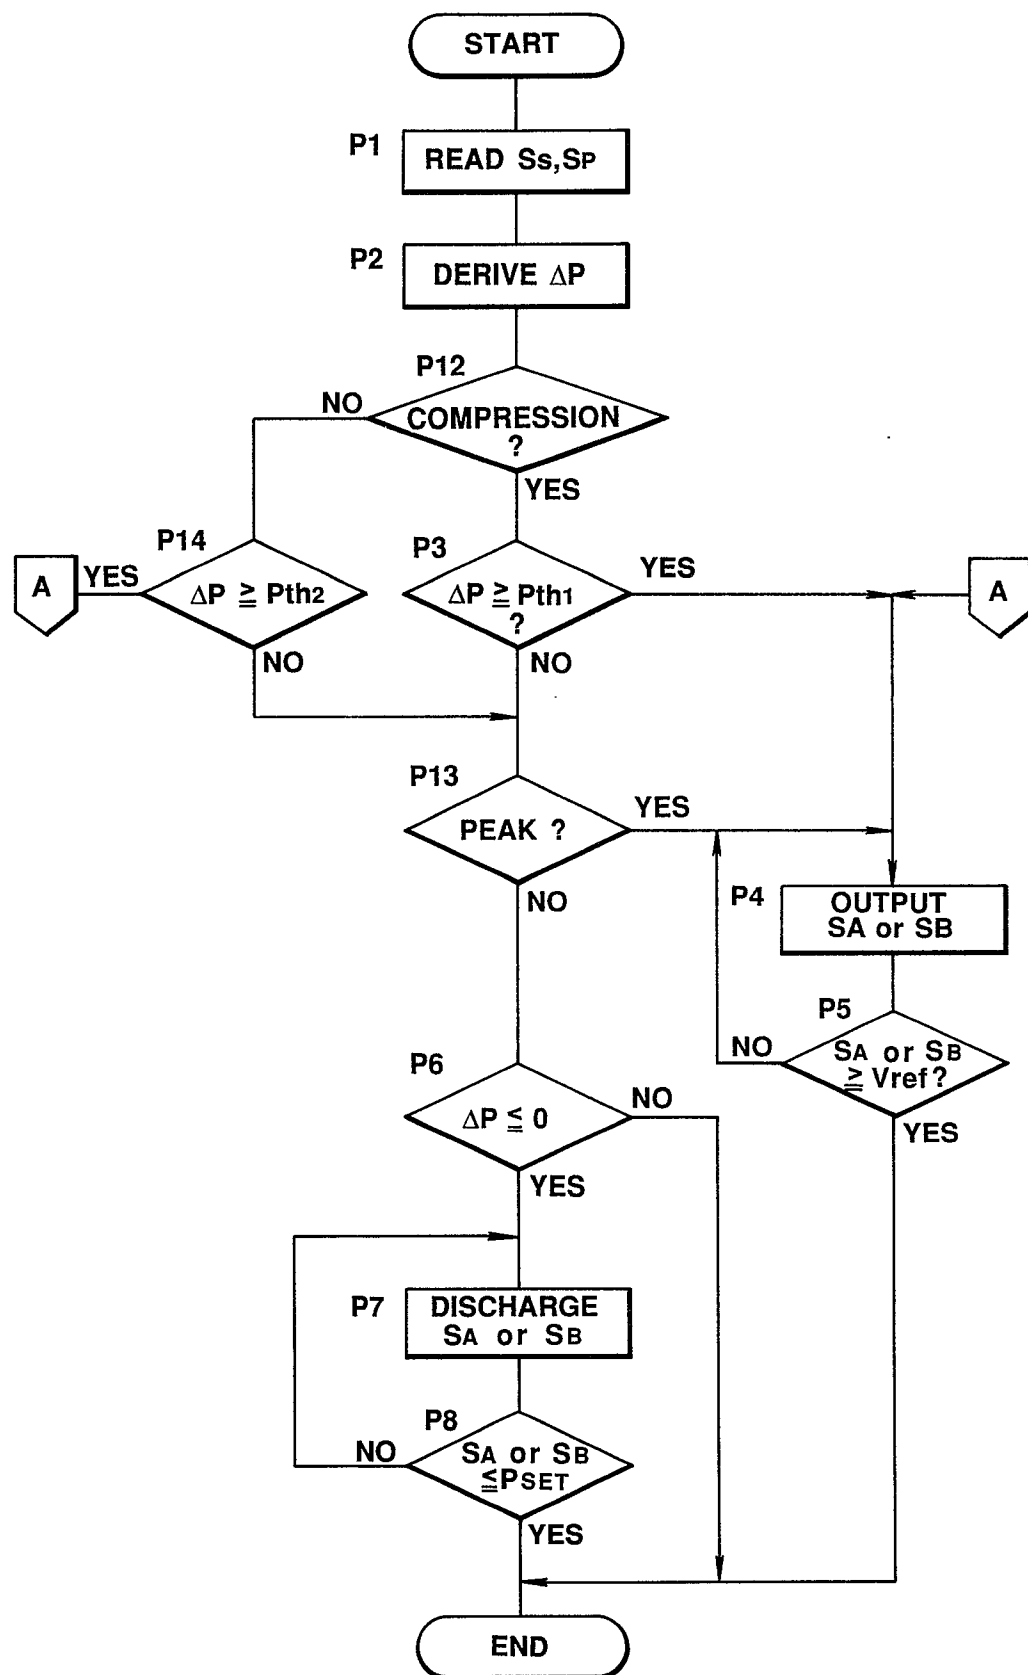 START
P1
READ Ss,SP
P2
DERIVE ΔP
P12
NO
COMPRESSION
?
YES
P14
P3
A
YES
ΔP ≧ Pth2
ΔP ≧ Pth1
?
YES
A
NO
NO
P13
PEAK ?
YES
NO
P4
OUTPUT
SA or SB
P5
SA or SB
≧ Vref?
NO
YES
P6
ΔP ≦ 0
NO
YES
P7
DISCHARGE
SA or SB
P8
NO
SA or SB
≦PSET
YES
END